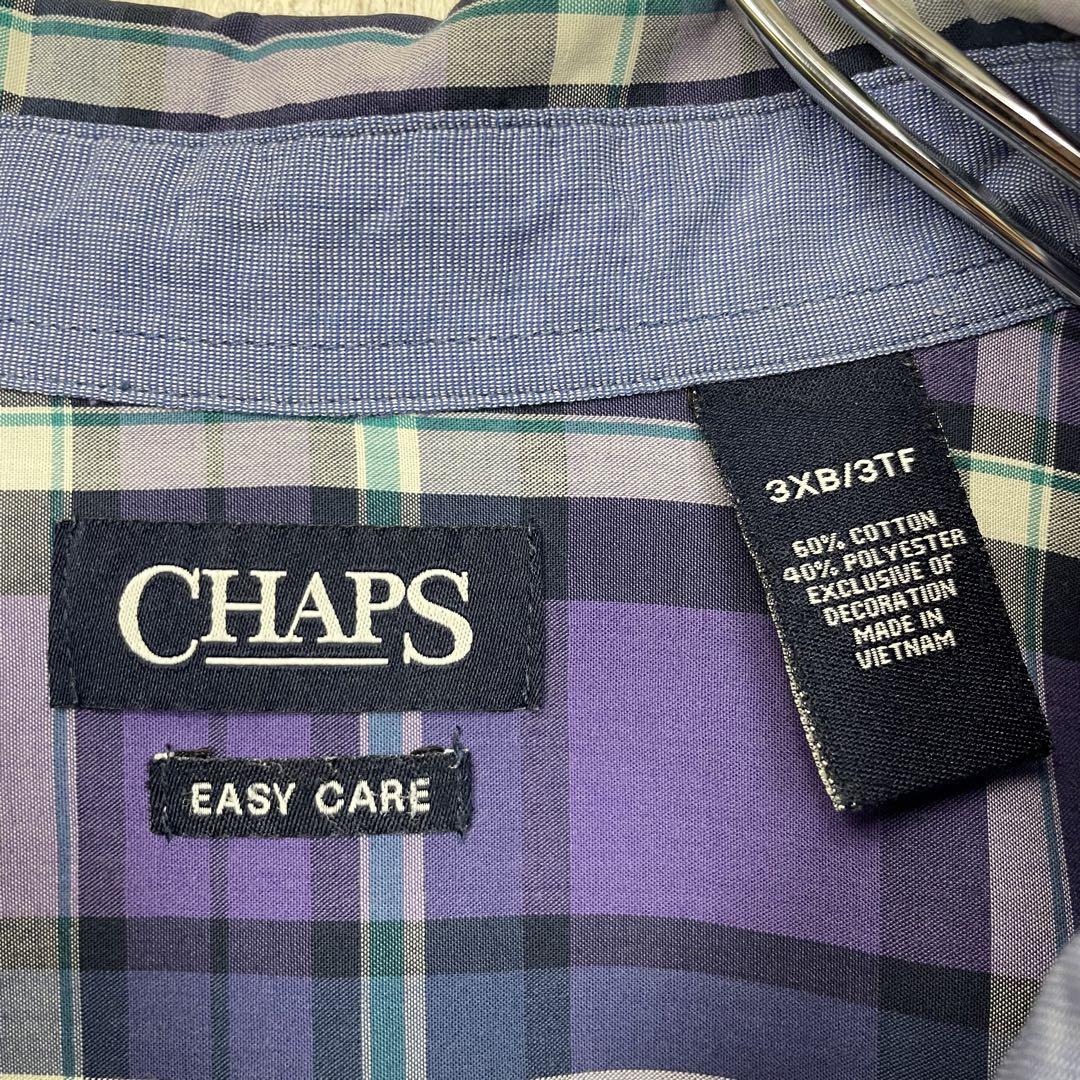 CHAPS
EASY CARE
3XB/3TF
60% COTTON
40% POLYESTER
EXCLUSIVE OF
DECORATION
MADE IN
VIETNAM